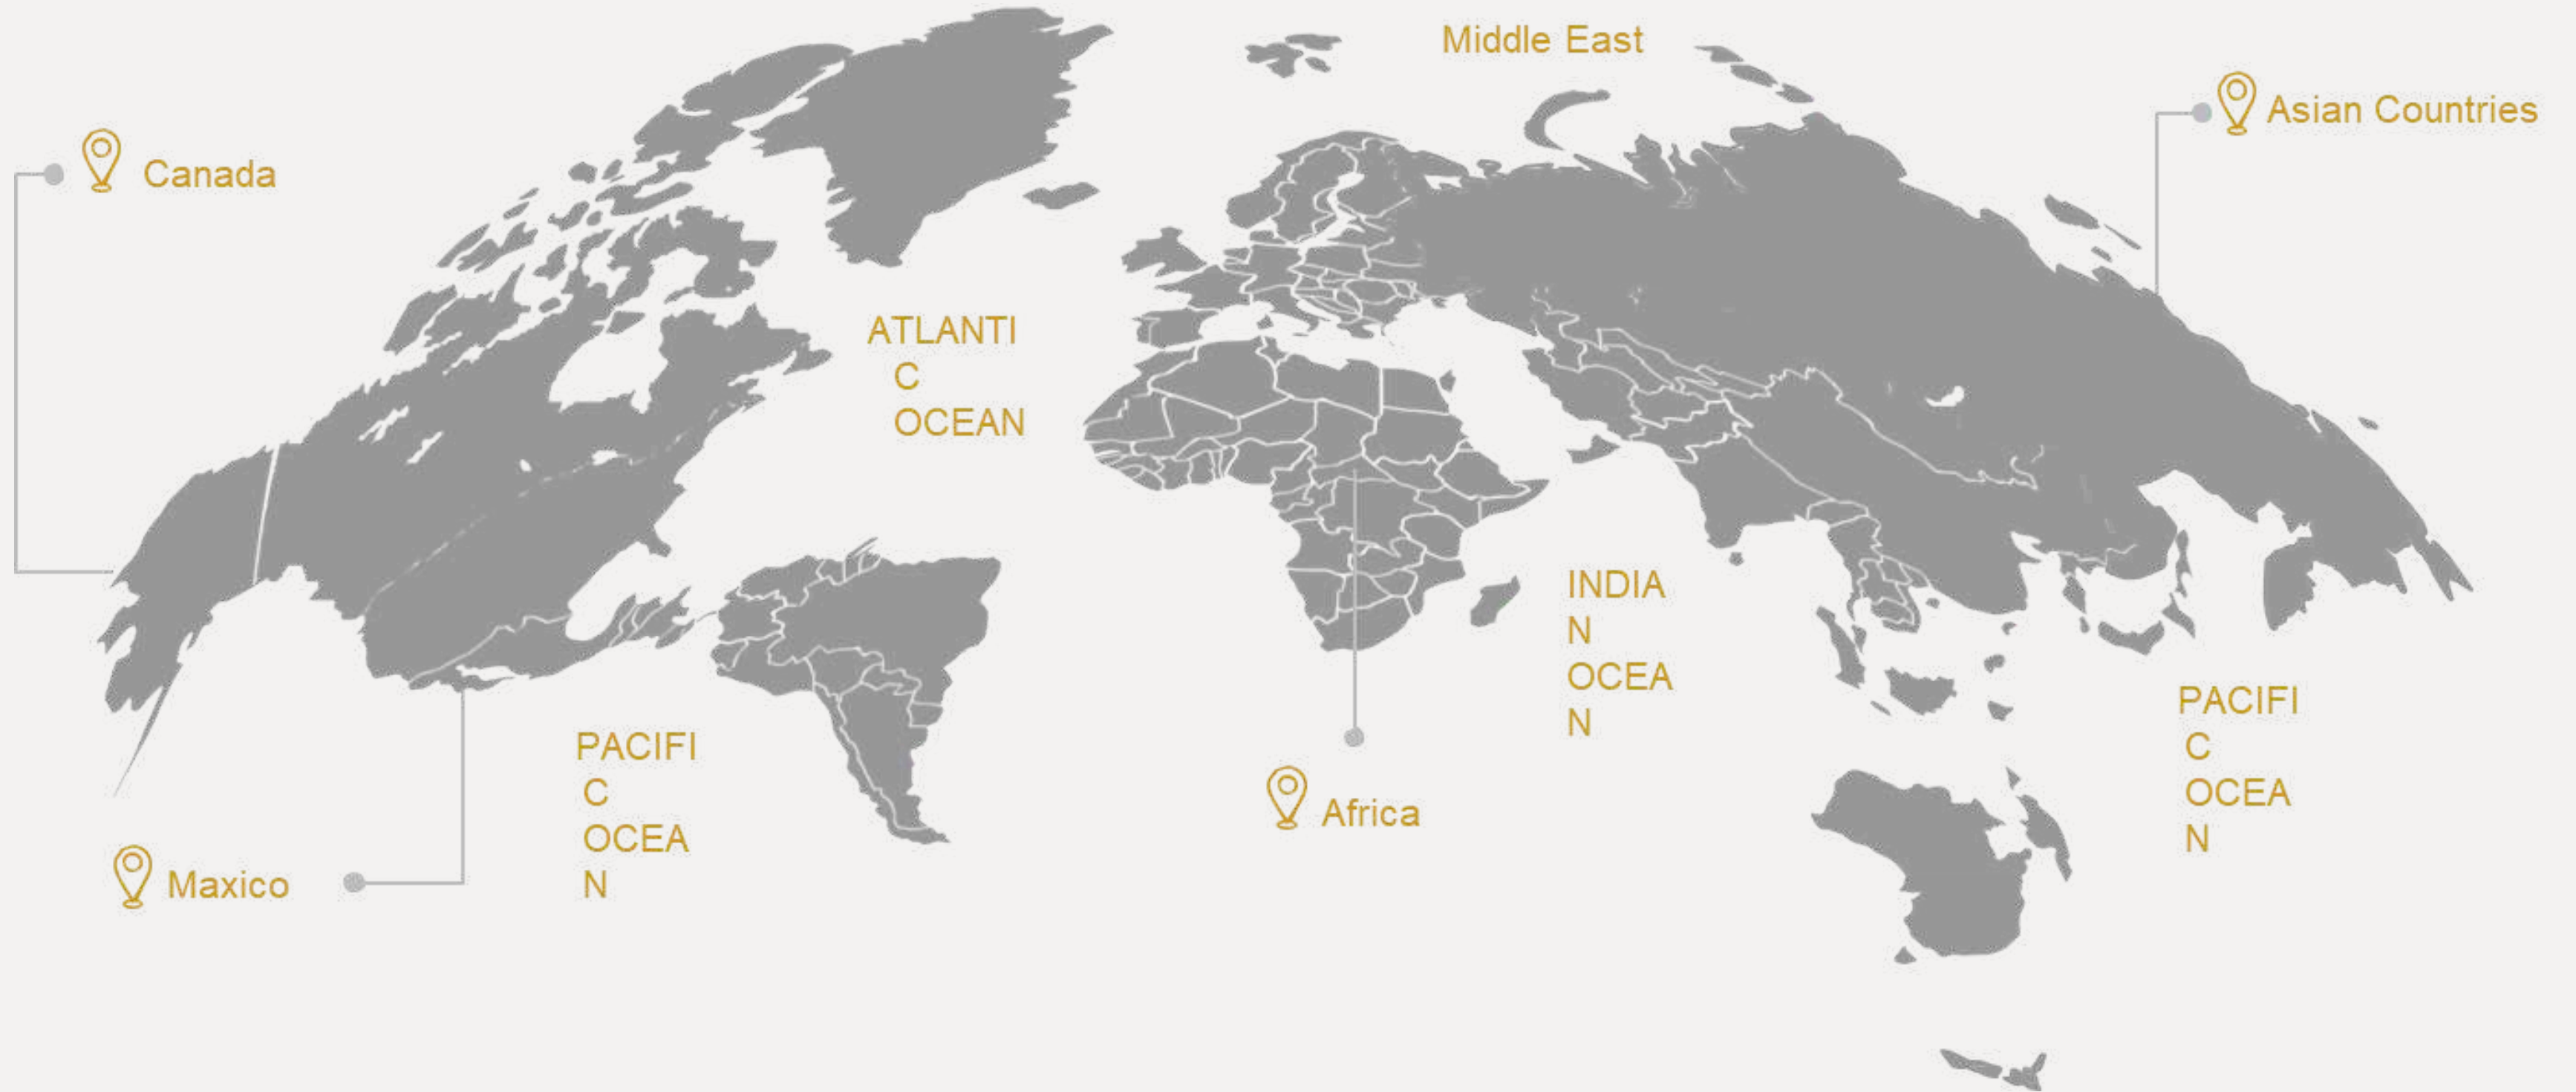 Middle East
Asian Countries
Canada
ATLANTI
C
OCEAN
INDIA
N
OCEA
N
PACIFI
C
OCEA
N
PACIFI
C
OCEA
N
Africa
Maxico